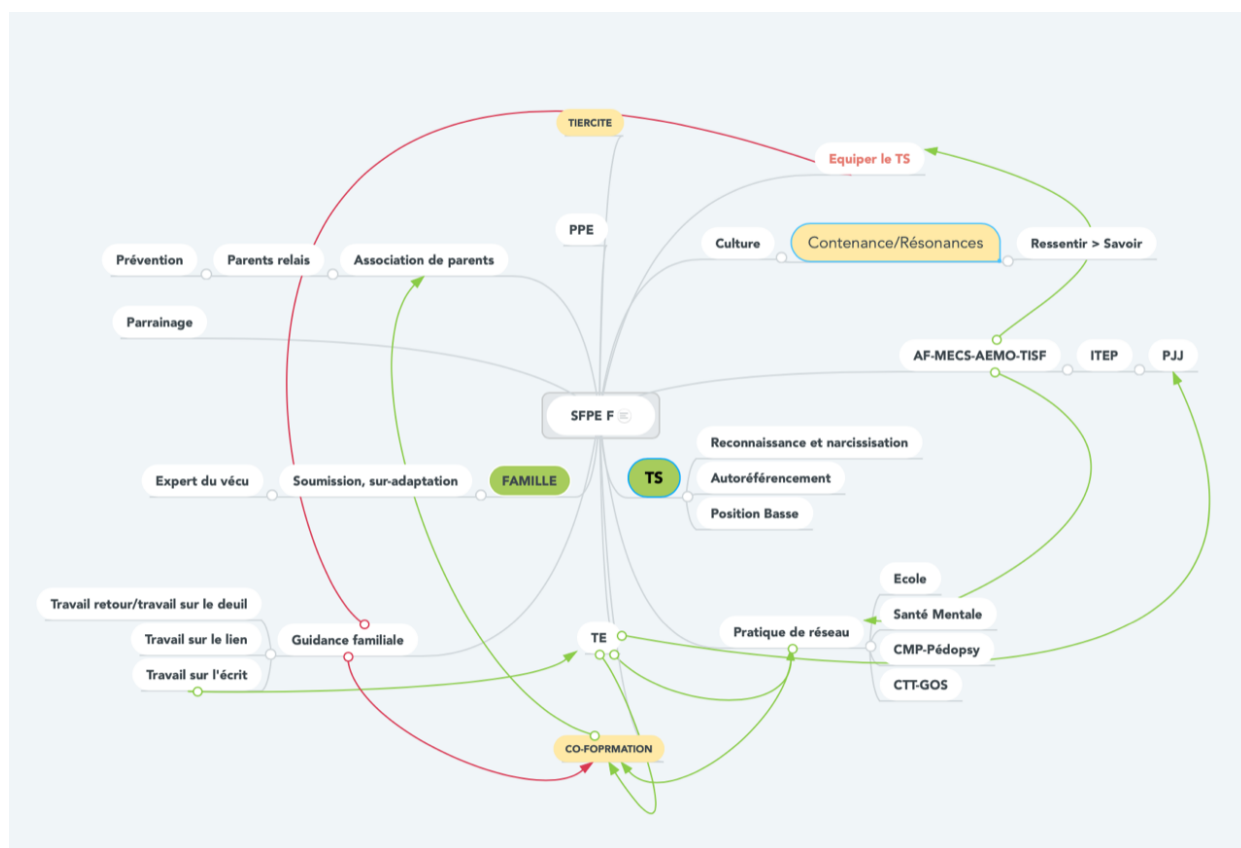 TIERCITE
Equiper le TS
PPE
Culture
Contenance/Résonances
Ressentir > Savoir
Prévention
Parents relais
Association de parents
Parrainage
AF-MECS-AEMO-TISF
ITEP
PJJ
SFPE F
Reconnaissance et narcissisation
TS
Autoréférencement
Position Basse
Expert du vécu
Soumission, sur-adaptation
FAMILLE
Ecole
Travail retour/travail sur le deuil
Santé Mentale
Travail sur le lien
Guidance familiale
TE
Pratique de réseau
CMP-Pédopsy
Travail sur l'écrit
CTT-GOS
CO-FOPRMATION